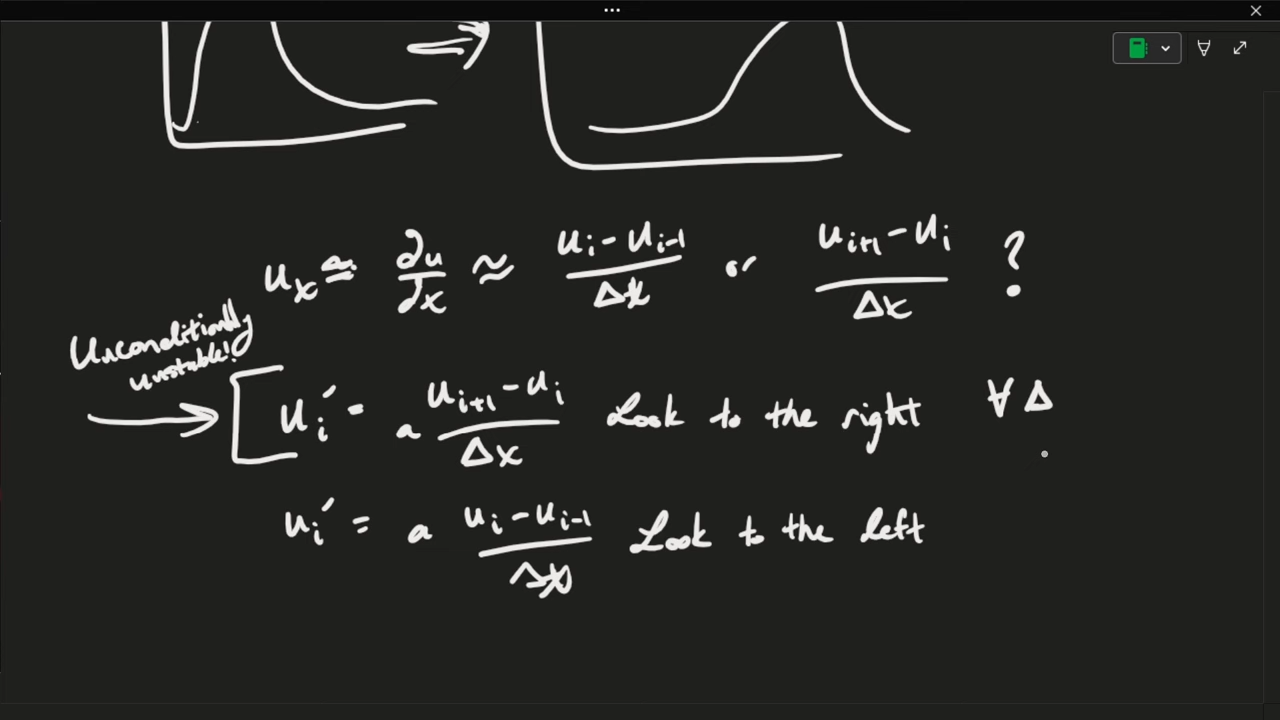 u_x ≅ ∂u/∂x ≈ (u_i - u_{i-1})/Δx or (u_{i+1} - u_i)/Δx ?
Unconditionally
unstable!
u_i' = a (u_{i+1} - u_i)/Δx Look to the right ∀ Δ
u_i' = a (u_i - u_{i-1})/Δx Look to the left